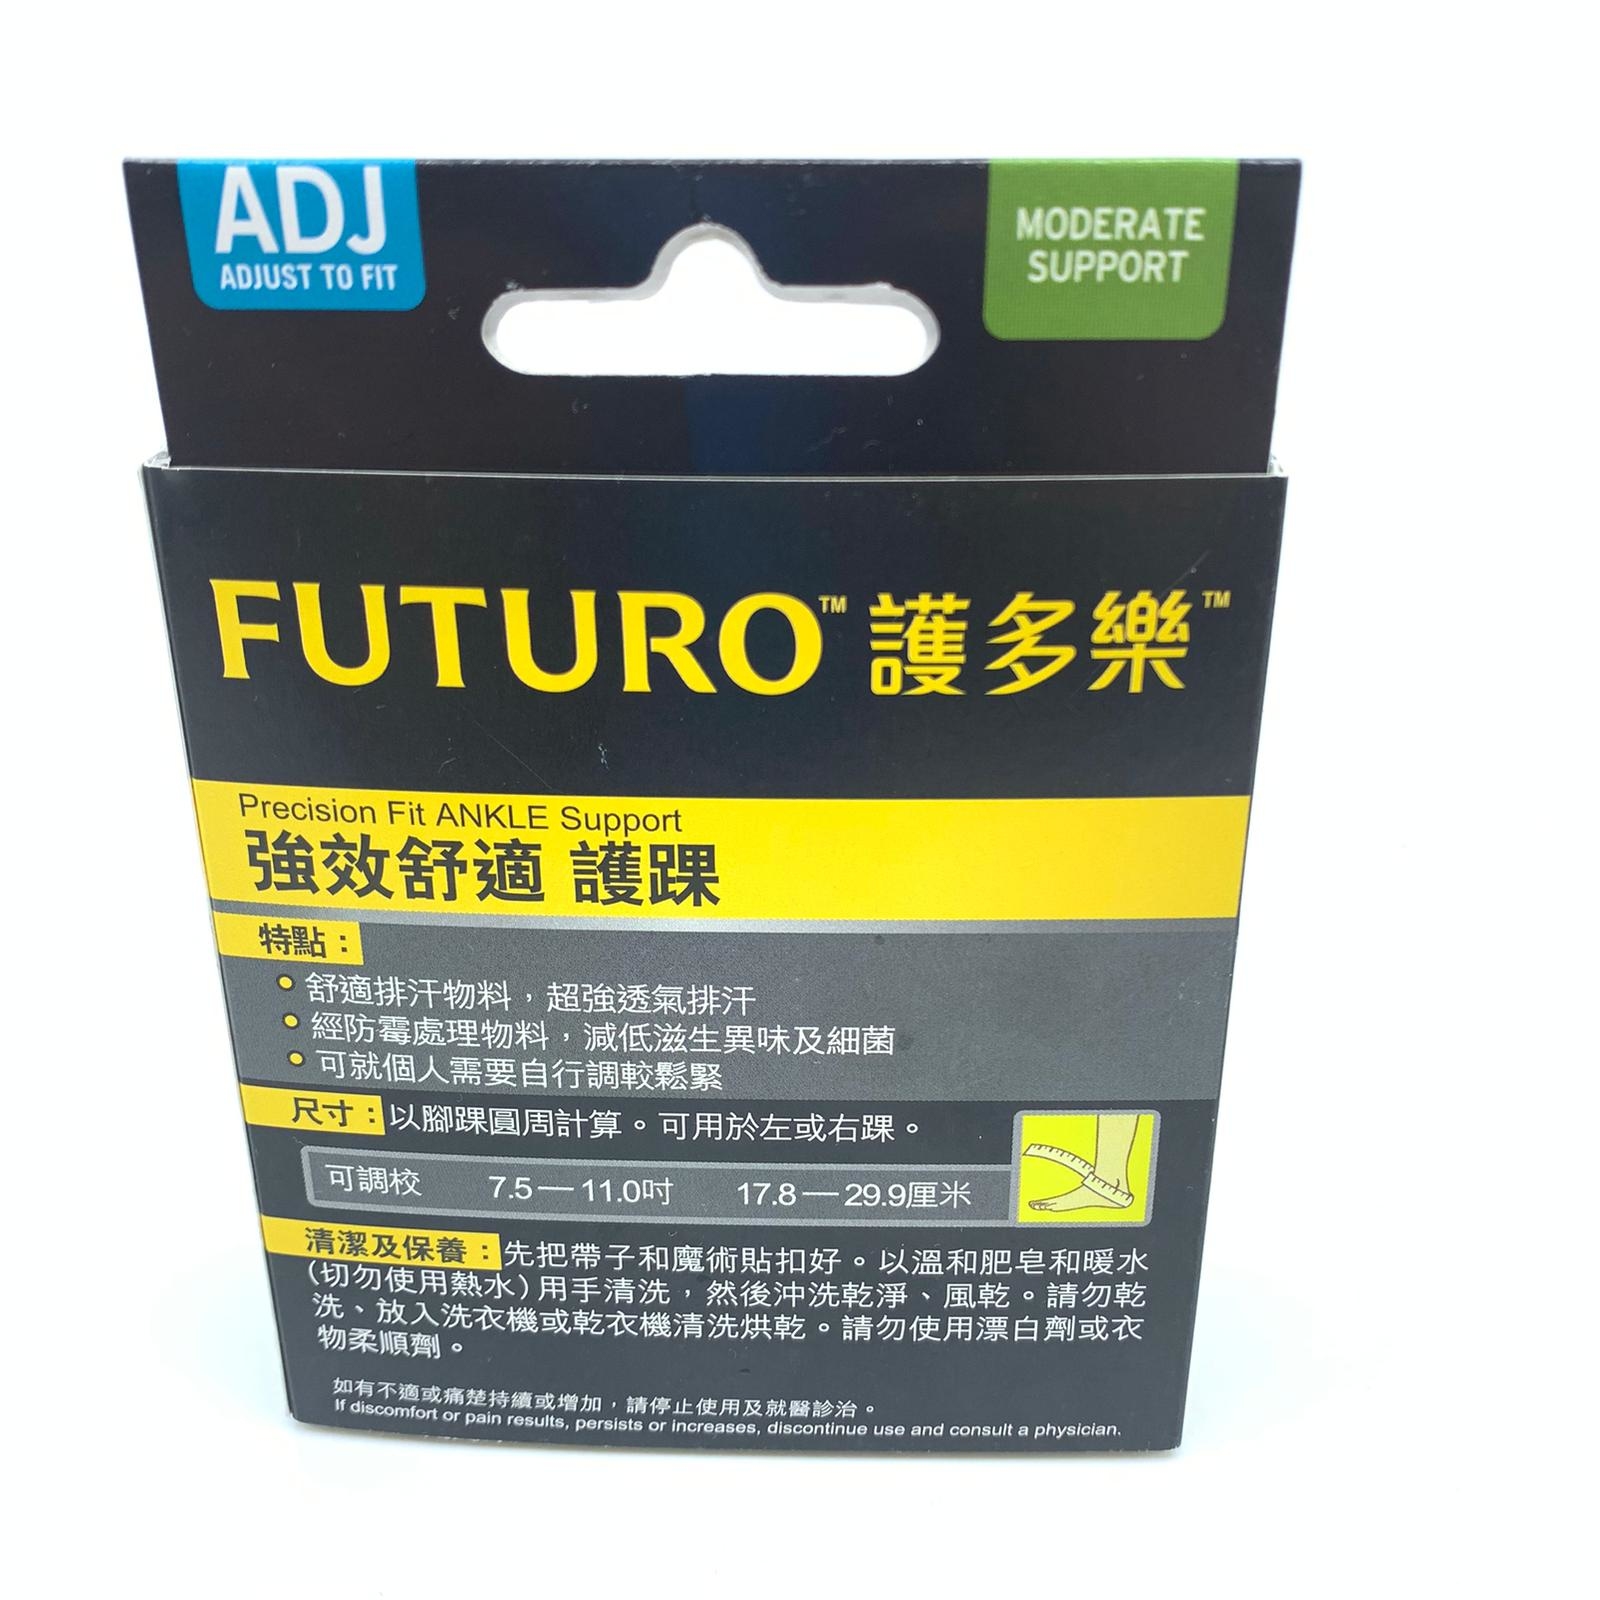 ADJ
ADJUST TO FIT
MODERATE
SUPPORT
FUTURO™ 護多樂™
Precision Fit ANKLE Support
強效舒適 護踝
特點：
舒適排汗物料，超強透氣排汗
經防霉處理物料，減低滋生異味及細菌
可就個人需要自行調較鬆緊
尺寸：以腳踝圓周計算。可用於左或右踝。
可調校 7.5—11.0吋 17.8—29.9厘米
清潔及保養：先把帶子和魔術貼扣好。以溫和肥皂和暖水
(切勿使用熱水)用手清洗，然後沖洗乾淨、風乾。請勿乾
洗、放入洗衣機或乾衣機清洗烘乾。請勿使用漂白劑或衣
物柔順劑。
如有不適或痛楚持續或增加，請停止使用及就醫診治。
If discomfort or pain results, persists or increases, discontinue use and consult a physician.